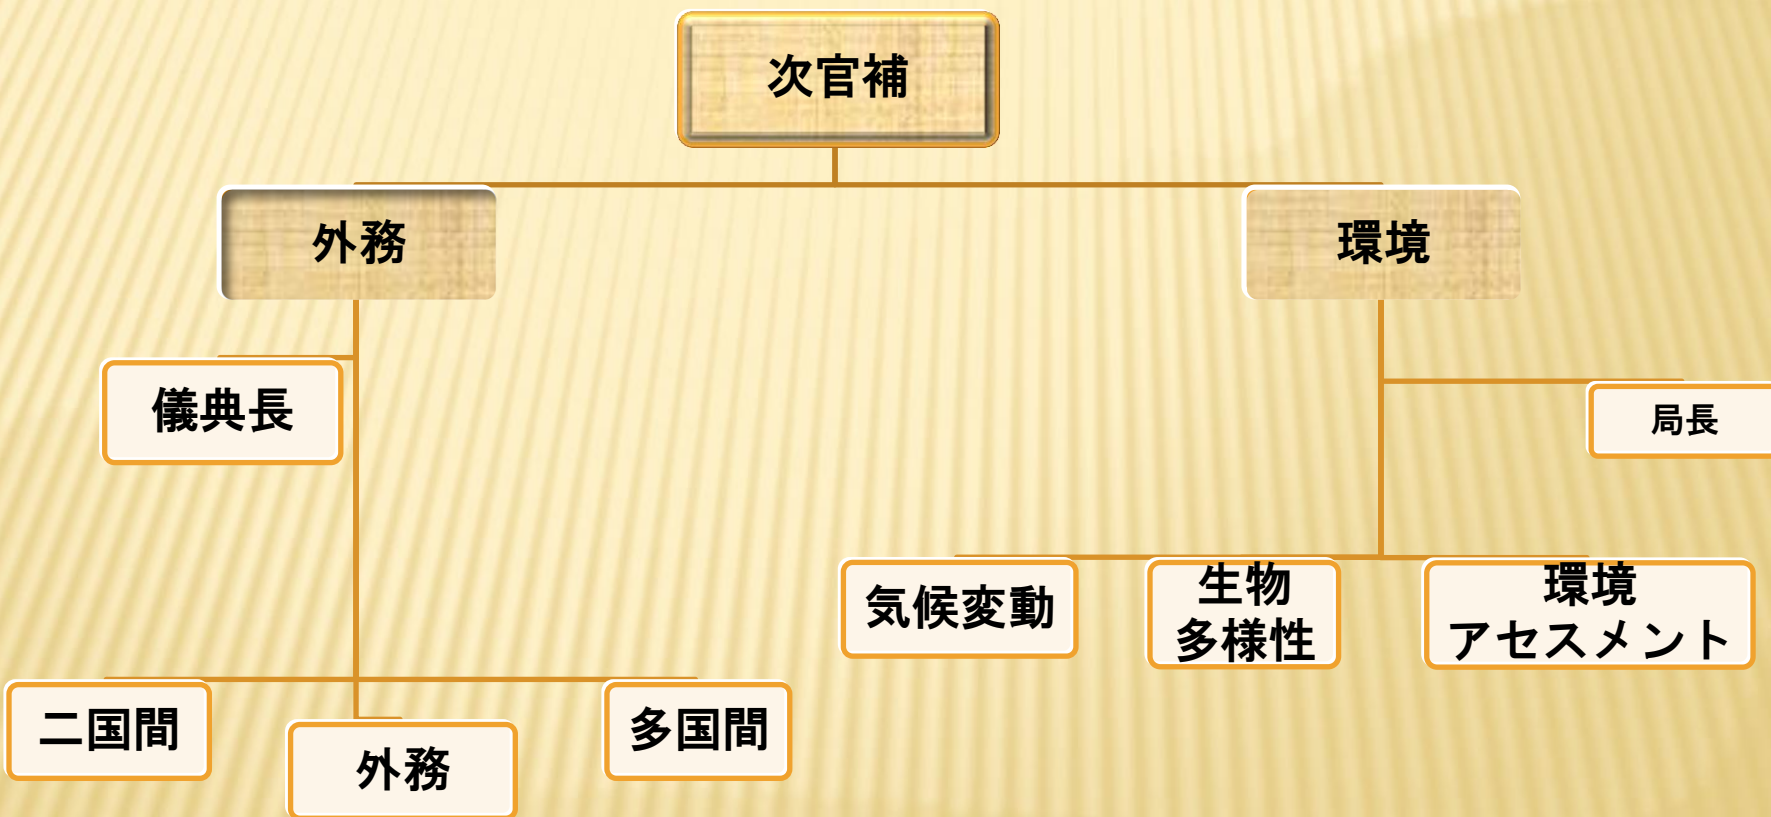 次官補
外務
環境
儀典長
局長
気候変動
生物
多様性
環境
アセスメント
二国間
外務
多国間